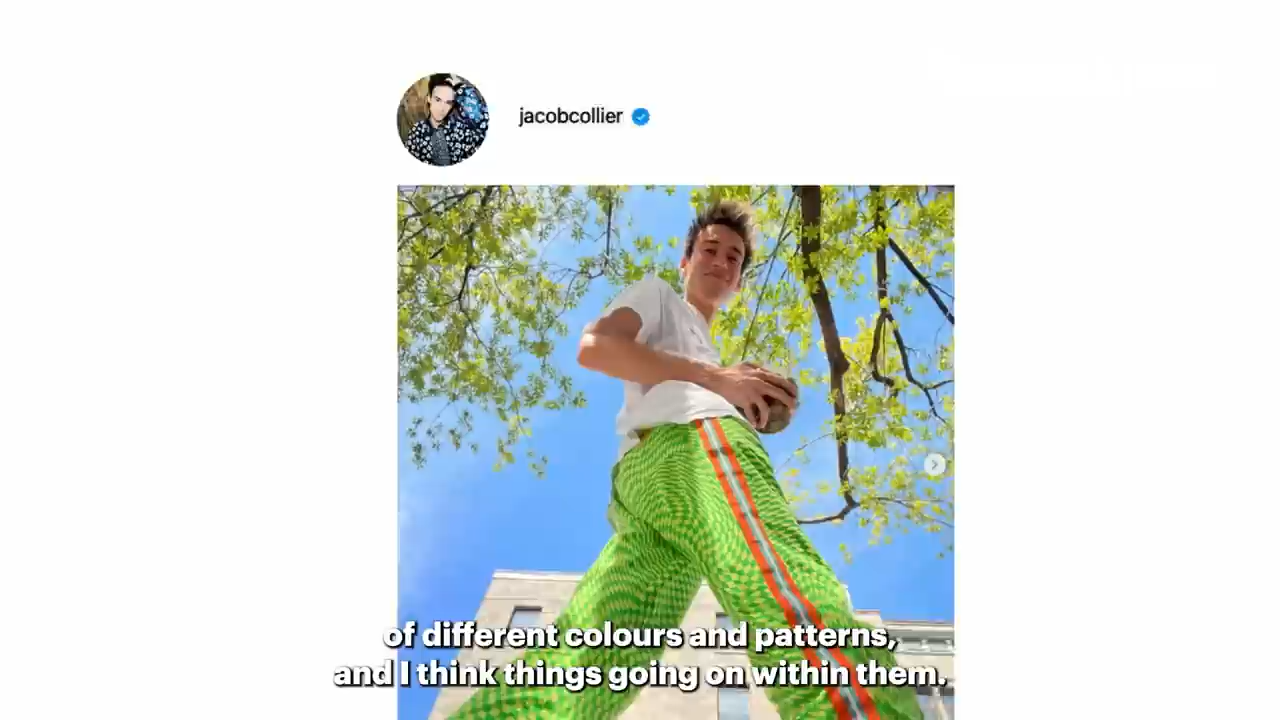 jacobcollier
of different colours and patterns,
and I think things going on within them.